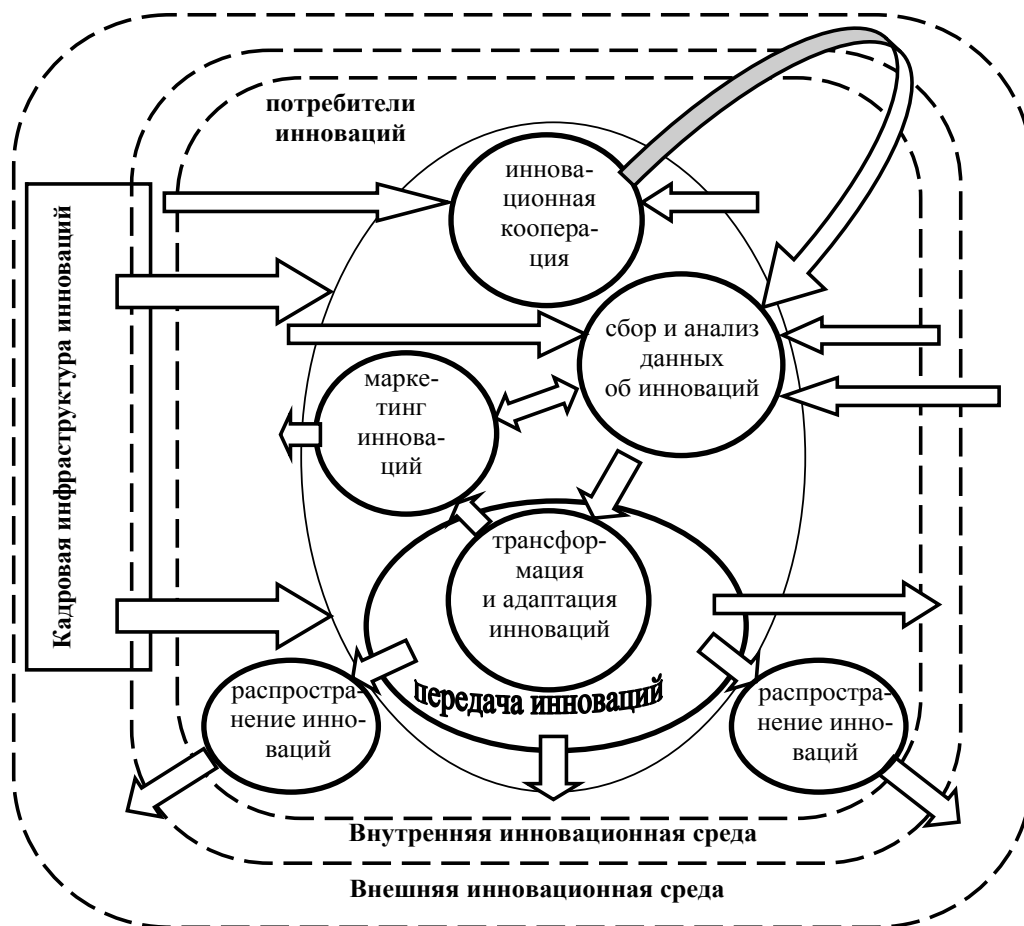 потребители
инноваций
иннова-
ционная
коопера-
ция
Кадровая инфраструктура инноваций
сбор и анализ
данных
об инноваций
марке-
тинг
иннова-
ций
трансфор-
мация
и адаптация
инноваций
передача инноваций
распростра-
нение инно-
ваций
распростра-
нение инно-
ваций
Внутренняя инновационная среда
Внешняя инновационная среда